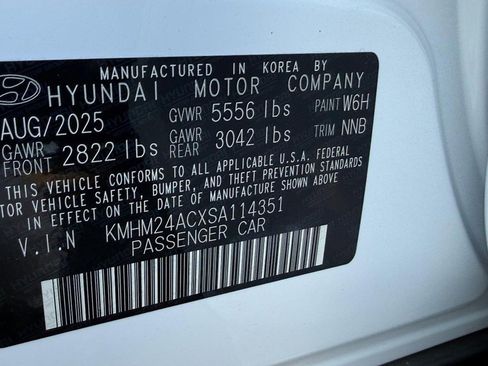 MANUFACTURED IN KOREA BY
HYUNDAI MOTOR COMPANY
AUG/2025 GVWR 5556 lbs PAINT W6H
GAWR FRONT 2822 lbs GAWR REAR 3042 lbs TRIM NNB
THIS VEHICLE CONFORMS TO ALL APPLICABLE U.S.A. FEDERAL
MOTOR VEHICLE SAFETY, BUMPER, AND THEFT PREVENTION STANDARDS
IN EFFECT ON THE DATE OF MANUFACTURE SHOWN ABOVE.
V.I.N KMHM24ACXSA114351
PASSENGER CAR